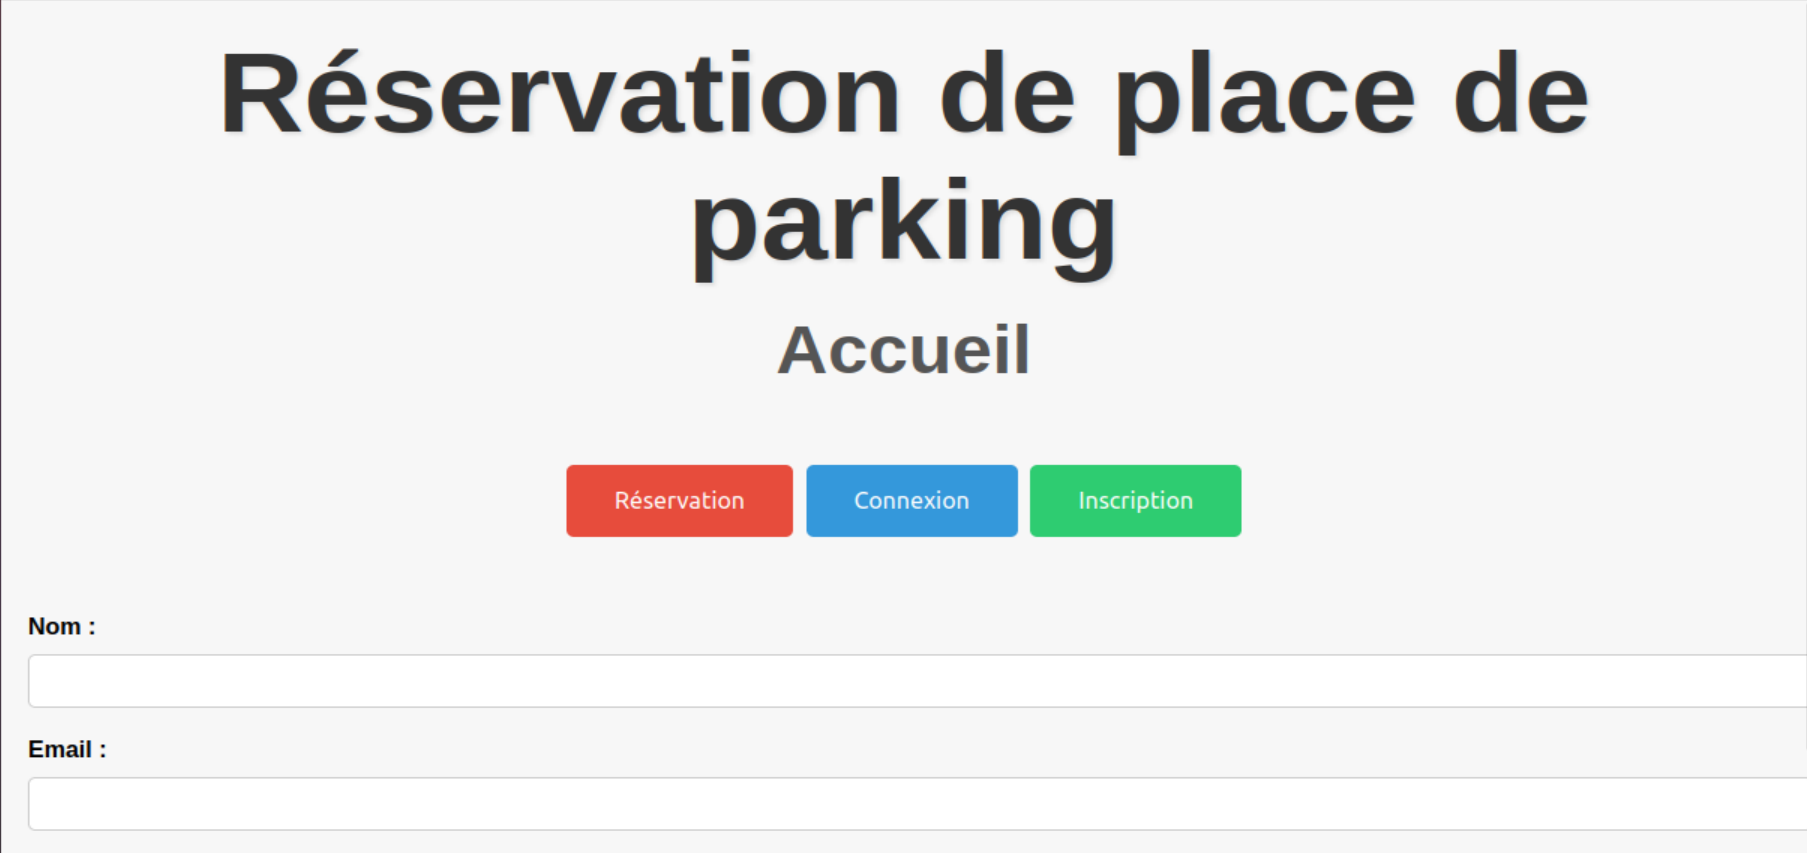 Réservation de place de
parking
Accueil
Réservation Connexion Inscription
Nom :
Email :